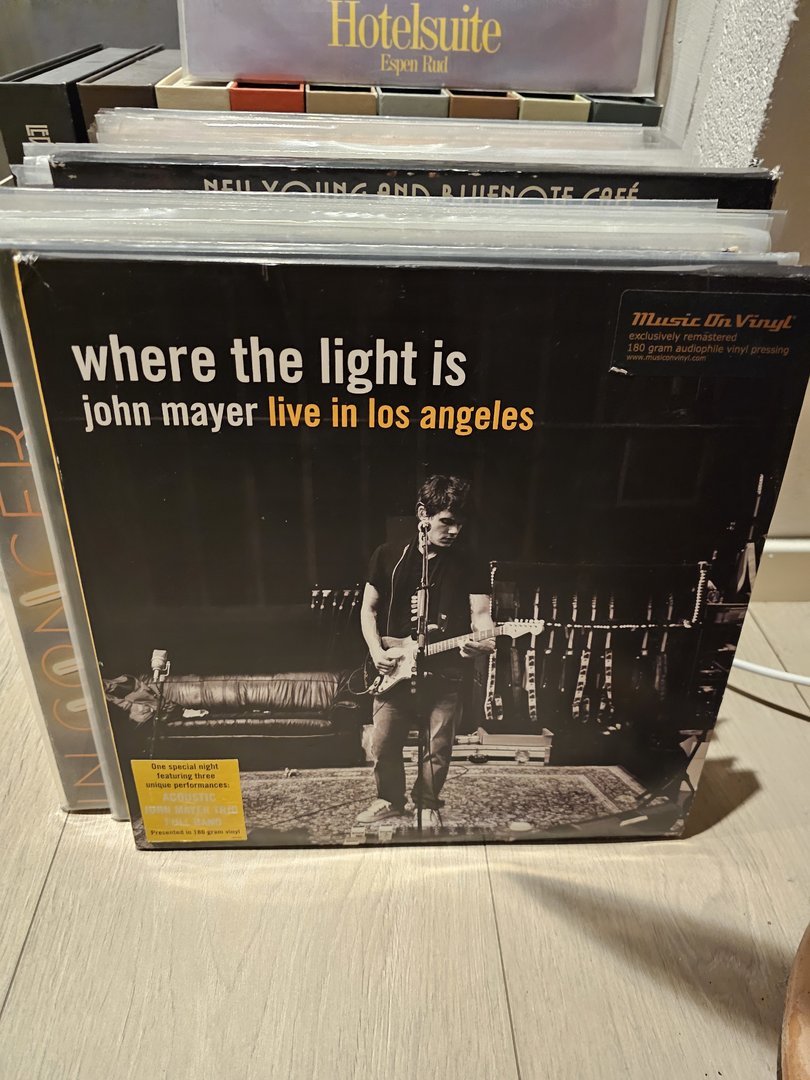 Hotelsuite
Espen Rud
NEIL YOUNG AND BLUENOTE CAFÉ
where the light is
john mayer live in los angeles
Music On Vinyl
exclusively remastered
180 gram audiophile vinyl pressing
www.musiconvinyl.com
IN CONCERT
One special night
featuring three
unique performances:
ACOUSTIC
JOHN MAYER TRIO
FULL BAND
Presented in 180 gram vinyl